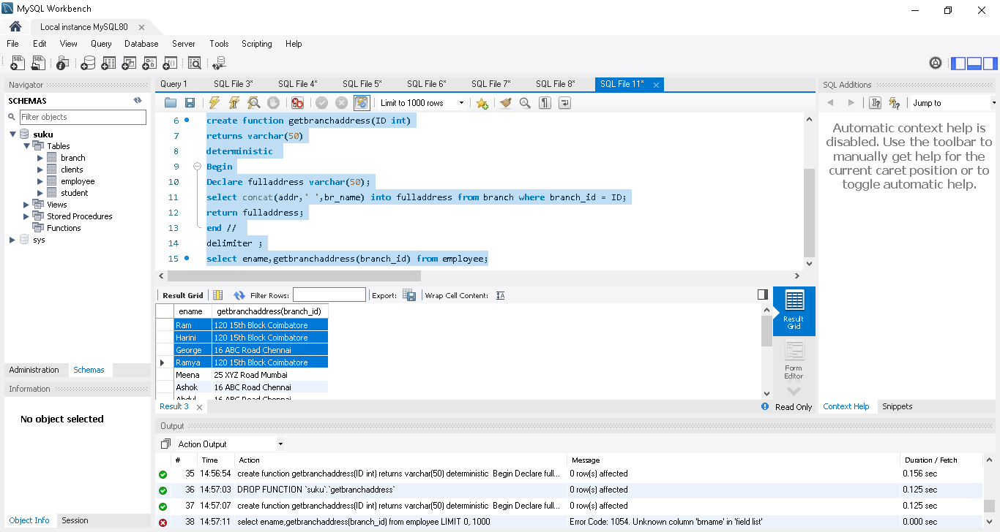 MySQL Workbench
Local instance MySQL80
File Edit View Query Database Server Tools Scripting Help
Navigator
SCHEMAS
Filter objects
suku
Tables
branch
clients
employee
student
Views
Stored Procedures
Functions
sys
Administration Schemas
Information
No object selected
Object Info Session
Query 1 SQL File 3* SQL File 4* SQL File 5* SQL File 6* SQL File 7* SQL File 8* SQL File 11*
Limit to 1000 rows
6 create function getbranchaddress(ID int)
7 returns varchar(50)
8 deterministic
9 Begin
10 Declare fulladdress varchar(50);
11 select concat(addr,' ',br_name) into fulladdress from branch where branch_id = ID;
12 return fulladdress;
13 end //
14 delimiter ;
15 select ename,getbranchaddress(branch_id) from employee;
Result Grid Filter Rows: Export: Wrap Cell Content:
ename getbranchaddress(branch_id)
Ram 120 15th Block Coimbatore
Harini 120 15th Block Coimbatore
George 16 ABC Road Chennai
Ramya 120 15th Block Coimbatore
Meena 25 XYZ Road Mumbai
Ashok 16 ABC Road Chennai
Abdul 16 ABC Road Chennai
Result Grid
Form Editor
Result 3
Read Only
SQL Additions
Jump to
Automatic context help is
disabled. Use the toolbar to
manually get help for the
current caret position or to
toggle automatic help.
Context Help Snippets
Output
Action Output
# Time Action Message Duration / Fetch
35 14:56:54 create function getbranchaddress(ID int) returns varchar(50) deterministic Begin Declare full... 0 row(s) affected 0.156 sec
36 14:57:03 DROP FUNCTION `suku`.`getbranchaddress` 0 row(s) affected 0.125 sec
37 14:57:07 create function getbranchaddress(ID int) returns varchar(50) deterministic Begin Declare full... 0 row(s) affected 0.125 sec
38 14:57:11 select ename,getbranchaddress(branch_id) from employee LIMIT 0, 1000 Error Code: 1054. Unknown column 'brname' in 'field list' 0.000 sec